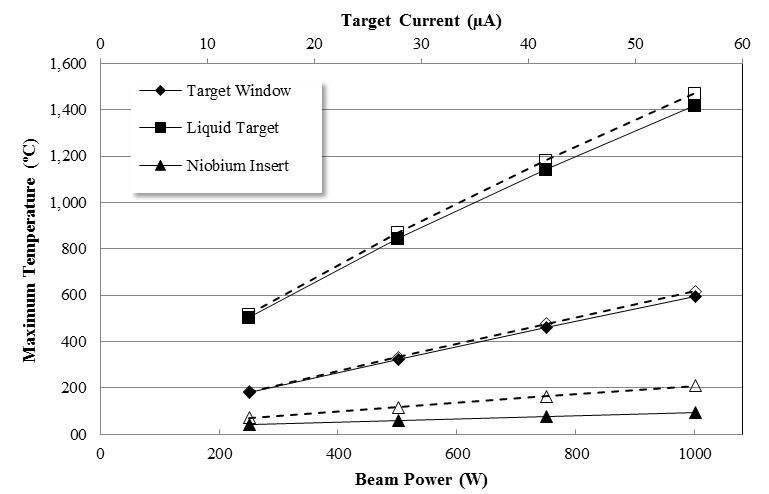 Target Current (µA)
0 10 20 30 40 50 60
1,600
1,400
1,200
1,000
800
600
400
200
00
Maximum Temperature (ºC)
Target Window
Liquid Target
Niobium Insert
0 200 400 600 800 1000
Beam Power (W)